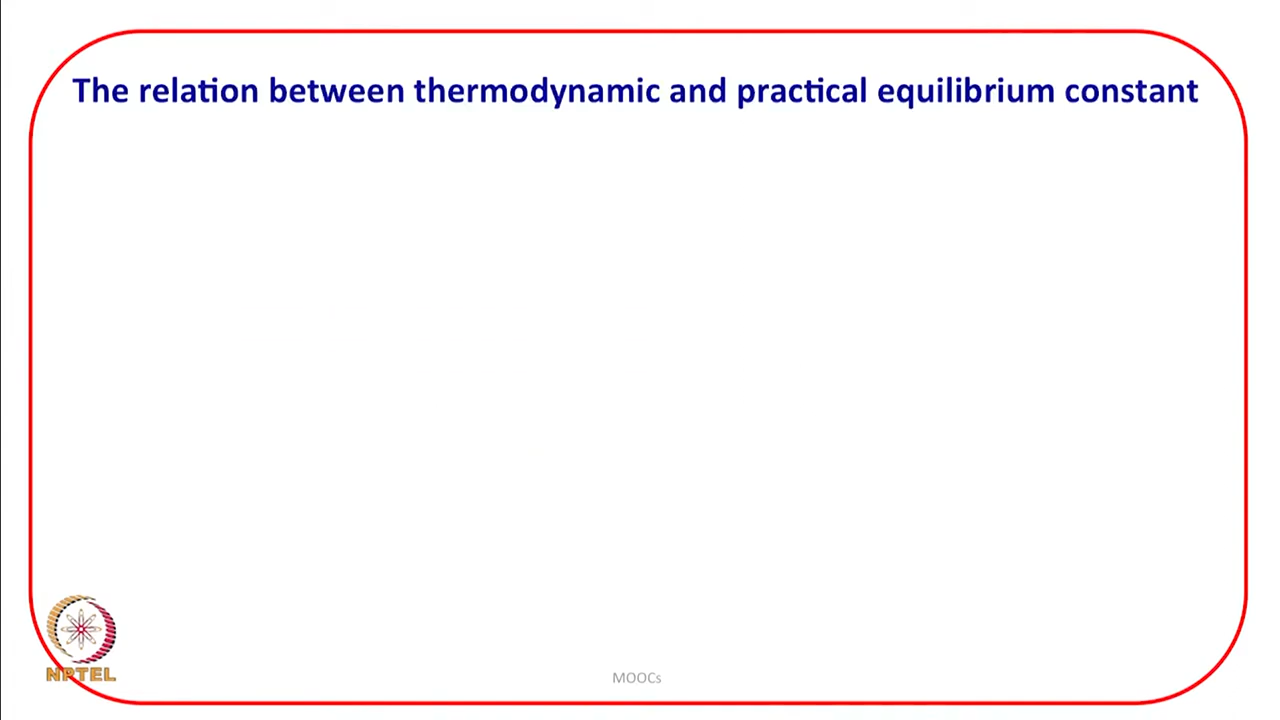 The relation between thermodynamic and practical equilibrium constant
NPTEL
MOOCs